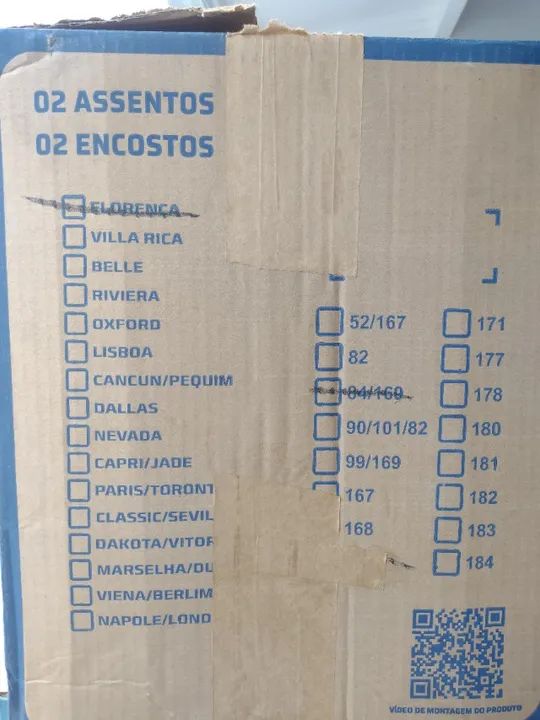 02 ASSENTOS
02 ENCOSTOS
FLORENÇA
VILLA RICA
BELLE
RIVIERA
OXFORD
LISBOA
CANCUN/PEQUIM
DALLAS
NEVADA
CAPRI/JADE
PARIS/TORONT
CLASSIC/SEVIL
DAKOTA/VITOR
MARSELHA/DU
VIENA/BERLIM
NAPOLE/LOND
52/167
82
84/169
90/101/82
99/169
167
168
171
177
178
180
181
182
183
184
VÍDEO DE MONTAGEM DO PRODUTO